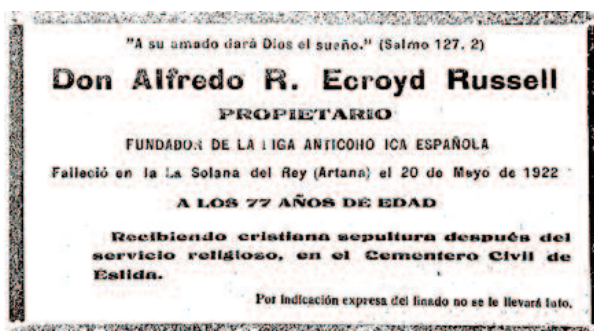 "A su amado dará Dios el sueño." (Salmo 127, 2)
Don Alfredo R. Ecroyd Russell
PROPIETARIO
FUNDADOR DE LA LIGA ANTICOHO ICA ESPAÑOLA
Falleció en la La Solana del Rey (Artana) el 20 de Mayo de 1922
A LOS 77 AÑOS DE EDAD
Recibiendo cristiana sepultura después del
servicio religioso, en el Cementero Civil de
Eslida.
Por indicación expresa del finado no se le llevará luto.